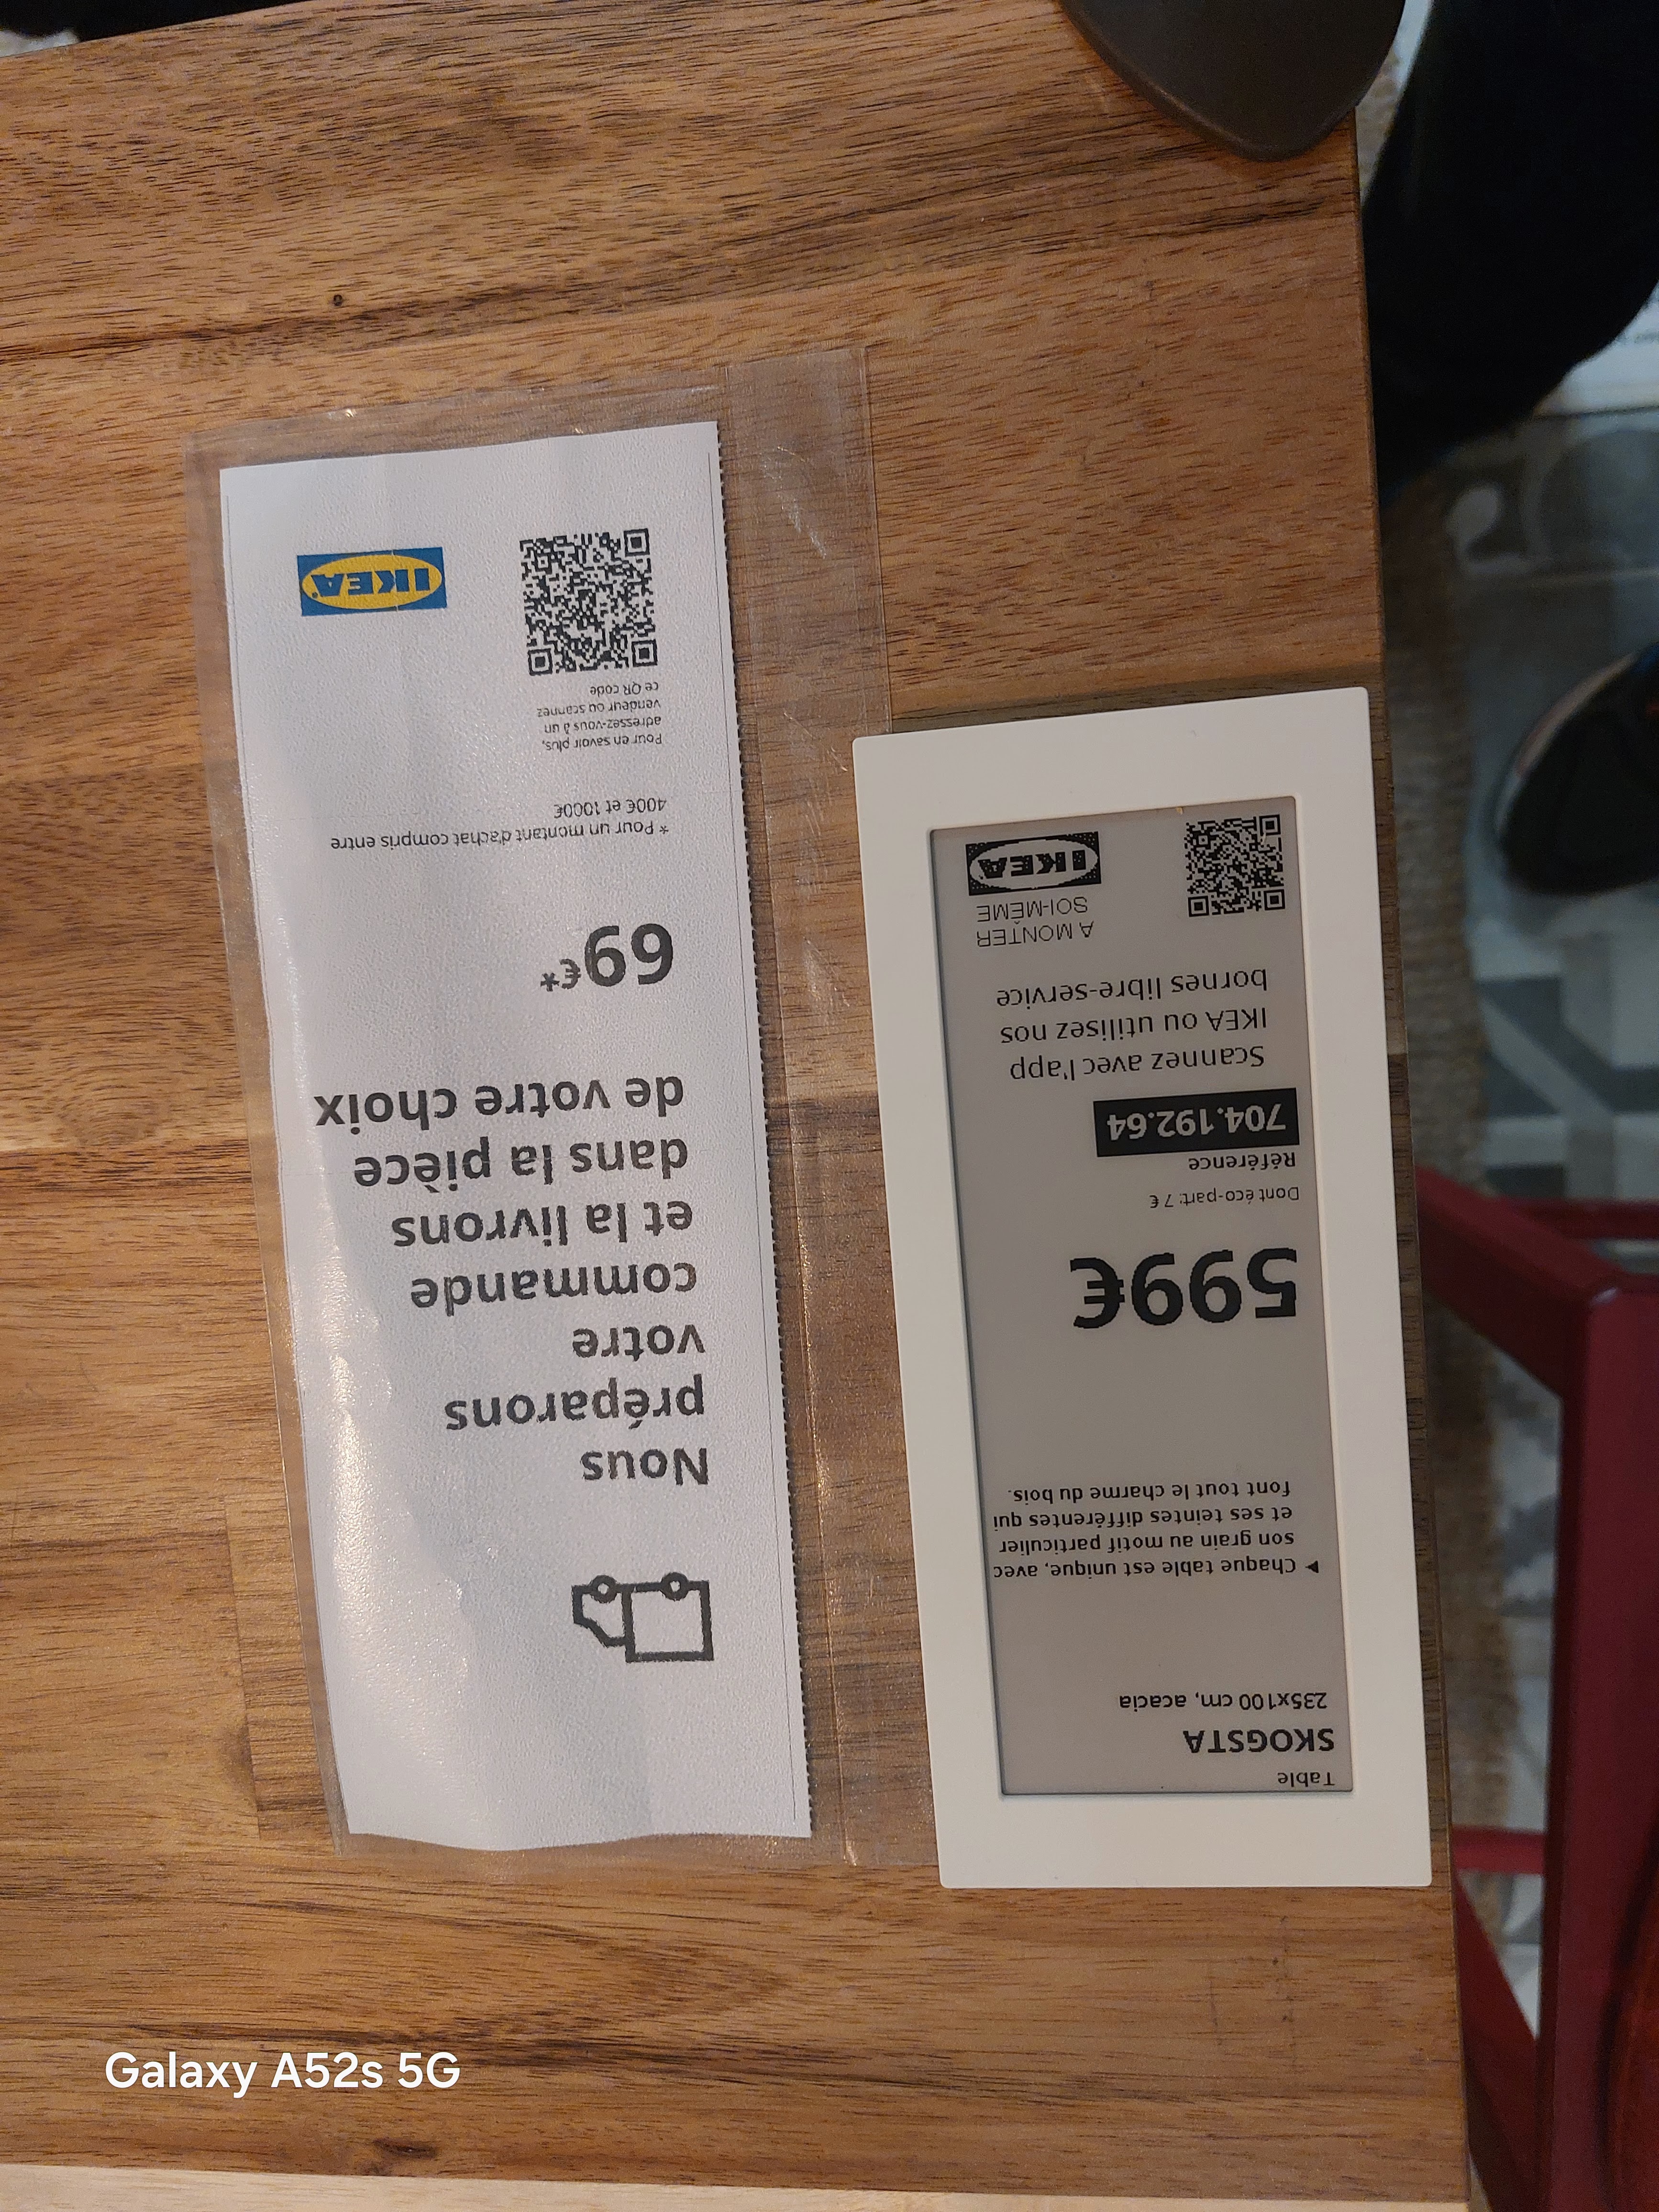 Table
SKOGSTA
235x100 cm, acacia
▶ Chaque table est unique, avec
son grain au motif particulier
et ses teintes différentes qui
font tout le charme du bois.
599€
Dont éco-part: 7 €
Référence
704.192.64
Scannez avec l'app
IKEA ou utilisez nos
bornes libre-service
A MONTER
SOI-MÊME
IKEA
Nous
préparons
votre
commande
et la livrons
dans la pièce
de votre choix
69€*
* Pour un montant d'achat compris entre
400€ et 1000€
Pour en savoir plus,
adressez-vous à un
vendeur ou scannez
ce QR code
IKEA
Galaxy A52s 5G